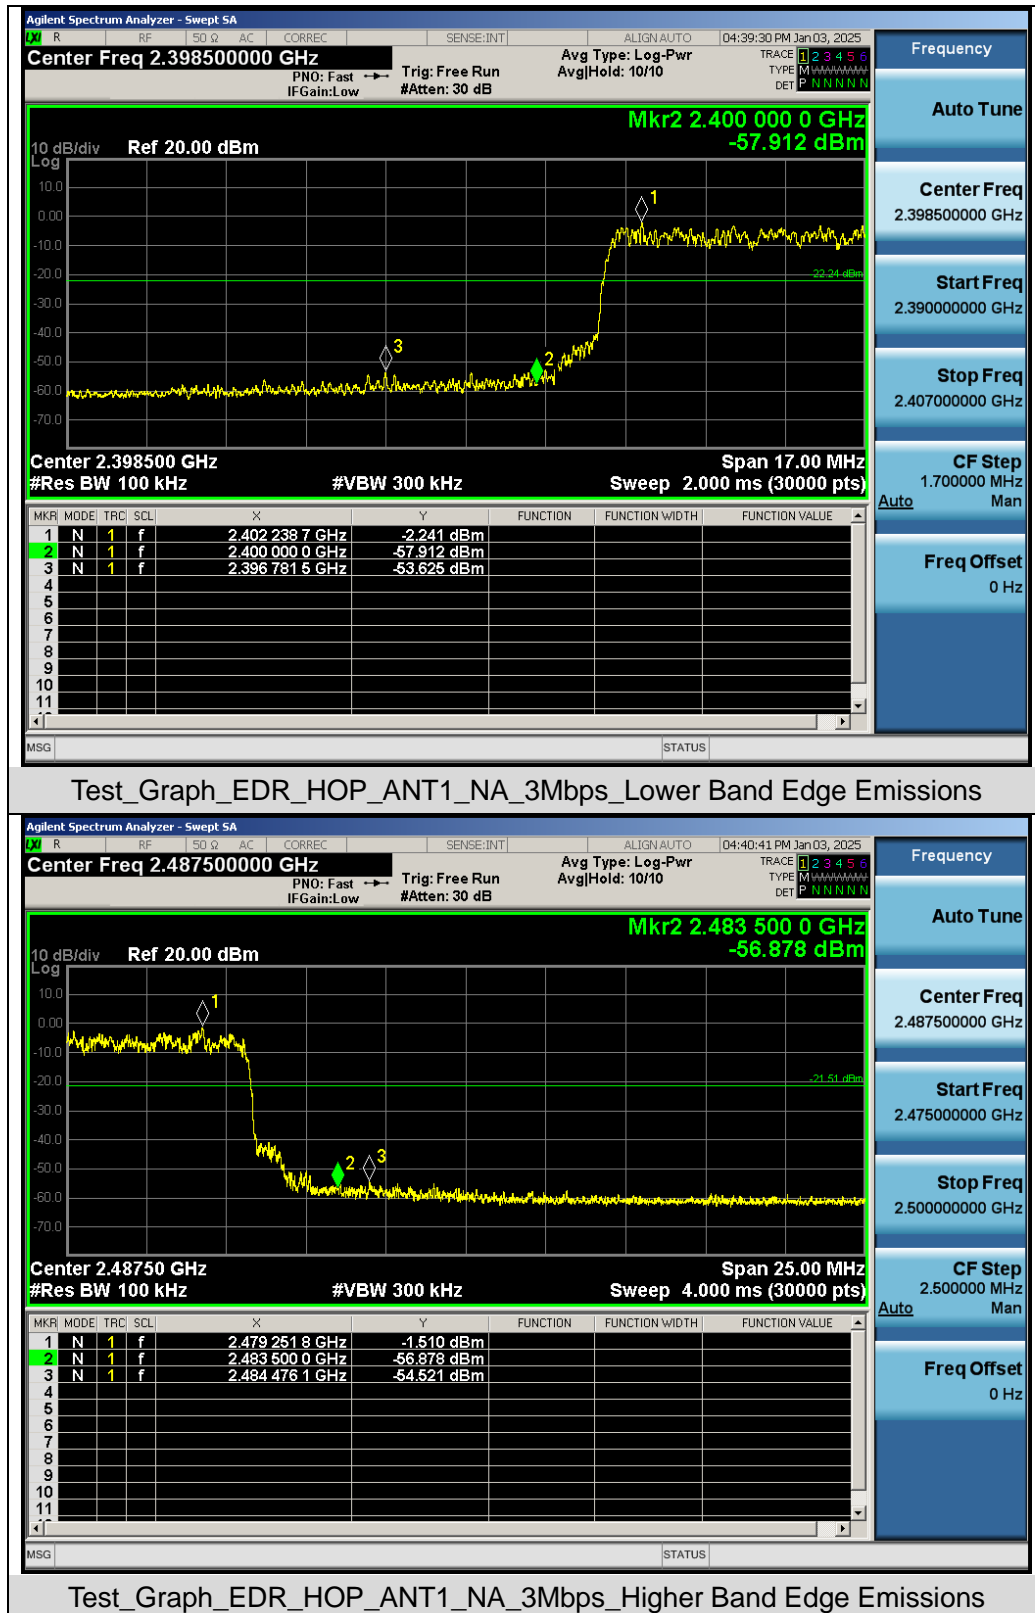 Agilent Spectrum Analyzer - Swept SA
LXI R RF 50 Ω AC CORREC SENSE:INT ALIGN AUTO 04:39:30 PM Jan 03, 2025
Center Freq 2.398500000 GHz
PNO: Fast
IFGain:Low
Trig: Free Run
#Atten: 30 dB
Avg Type: Log-Pwr
Avg|Hold: 10/10
TRACE 1 2 3 4 5 6
TYPE M
DET P N N N N N
Mkr2 2.400 000 0 GHz
-57.912 dBm
10 dB/div Ref 20.00 dBm
Log
10.0
0.00
-10.0
-20.0
-30.0
-40.0
-50.0
-60.0
-70.0
1
-22.24 dBm
3
2
Center 2.398500 GHz Span 17.00 MHz
#Res BW 100 kHz #VBW 300 kHz Sweep 2.000 ms (30000 pts)
MKR MODE TRC SCL X Y FUNCTION FUNCTION WIDTH FUNCTION VALUE
1 N 1 f 2.402 238 7 GHz -2.241 dBm
2 N 1 f 2.400 000 0 GHz -57.912 dBm
3 N 1 f 2.396 781 5 GHz -53.625 dBm
4
5
6
7
8
9
10
11
MSG STATUS
Frequency
Auto Tune
Center Freq
2.398500000 GHz
Start Freq
2.390000000 GHz
Stop Freq
2.407000000 GHz
CF Step
1.700000 MHz
Auto Man
Freq Offset
0 Hz
Test_Graph_EDR_HOP_ANT1_NA_3Mbps_Lower Band Edge Emissions
Agilent Spectrum Analyzer - Swept SA
LXI R RF 50 Ω AC CORREC SENSE:INT ALIGN AUTO 04:40:41 PM Jan 03, 2025
Center Freq 2.487500000 GHz
PNO: Fast
IFGain:Low
Trig: Free Run
#Atten: 30 dB
Avg Type: Log-Pwr
Avg|Hold: 10/10
TRACE 1 2 3 4 5 6
TYPE M
DET P N N N N N
Mkr2 2.483 500 0 GHz
-56.878 dBm
10 dB/div Ref 20.00 dBm
Log
10.0
0.00
-10.0
-20.0
-30.0
-40.0
-50.0
-60.0
-70.0
1
-21.51 dBm
2
3
Center 2.48750 GHz Span 25.00 MHz
#Res BW 100 kHz #VBW 300 kHz Sweep 4.000 ms (30000 pts)
MKR MODE TRC SCL X Y FUNCTION FUNCTION WIDTH FUNCTION VALUE
1 N 1 f 2.479 251 8 GHz -1.510 dBm
2 N 1 f 2.483 500 0 GHz -56.878 dBm
3 N 1 f 2.484 476 1 GHz -54.521 dBm
4
5
6
7
8
9
10
11
MSG STATUS
Frequency
Auto Tune
Center Freq
2.487500000 GHz
Start Freq
2.475000000 GHz
Stop Freq
2.500000000 GHz
CF Step
2.500000 MHz
Auto Man
Freq Offset
0 Hz
Test_Graph_EDR_HOP_ANT1_NA_3Mbps_Higher Band Edge Emissions